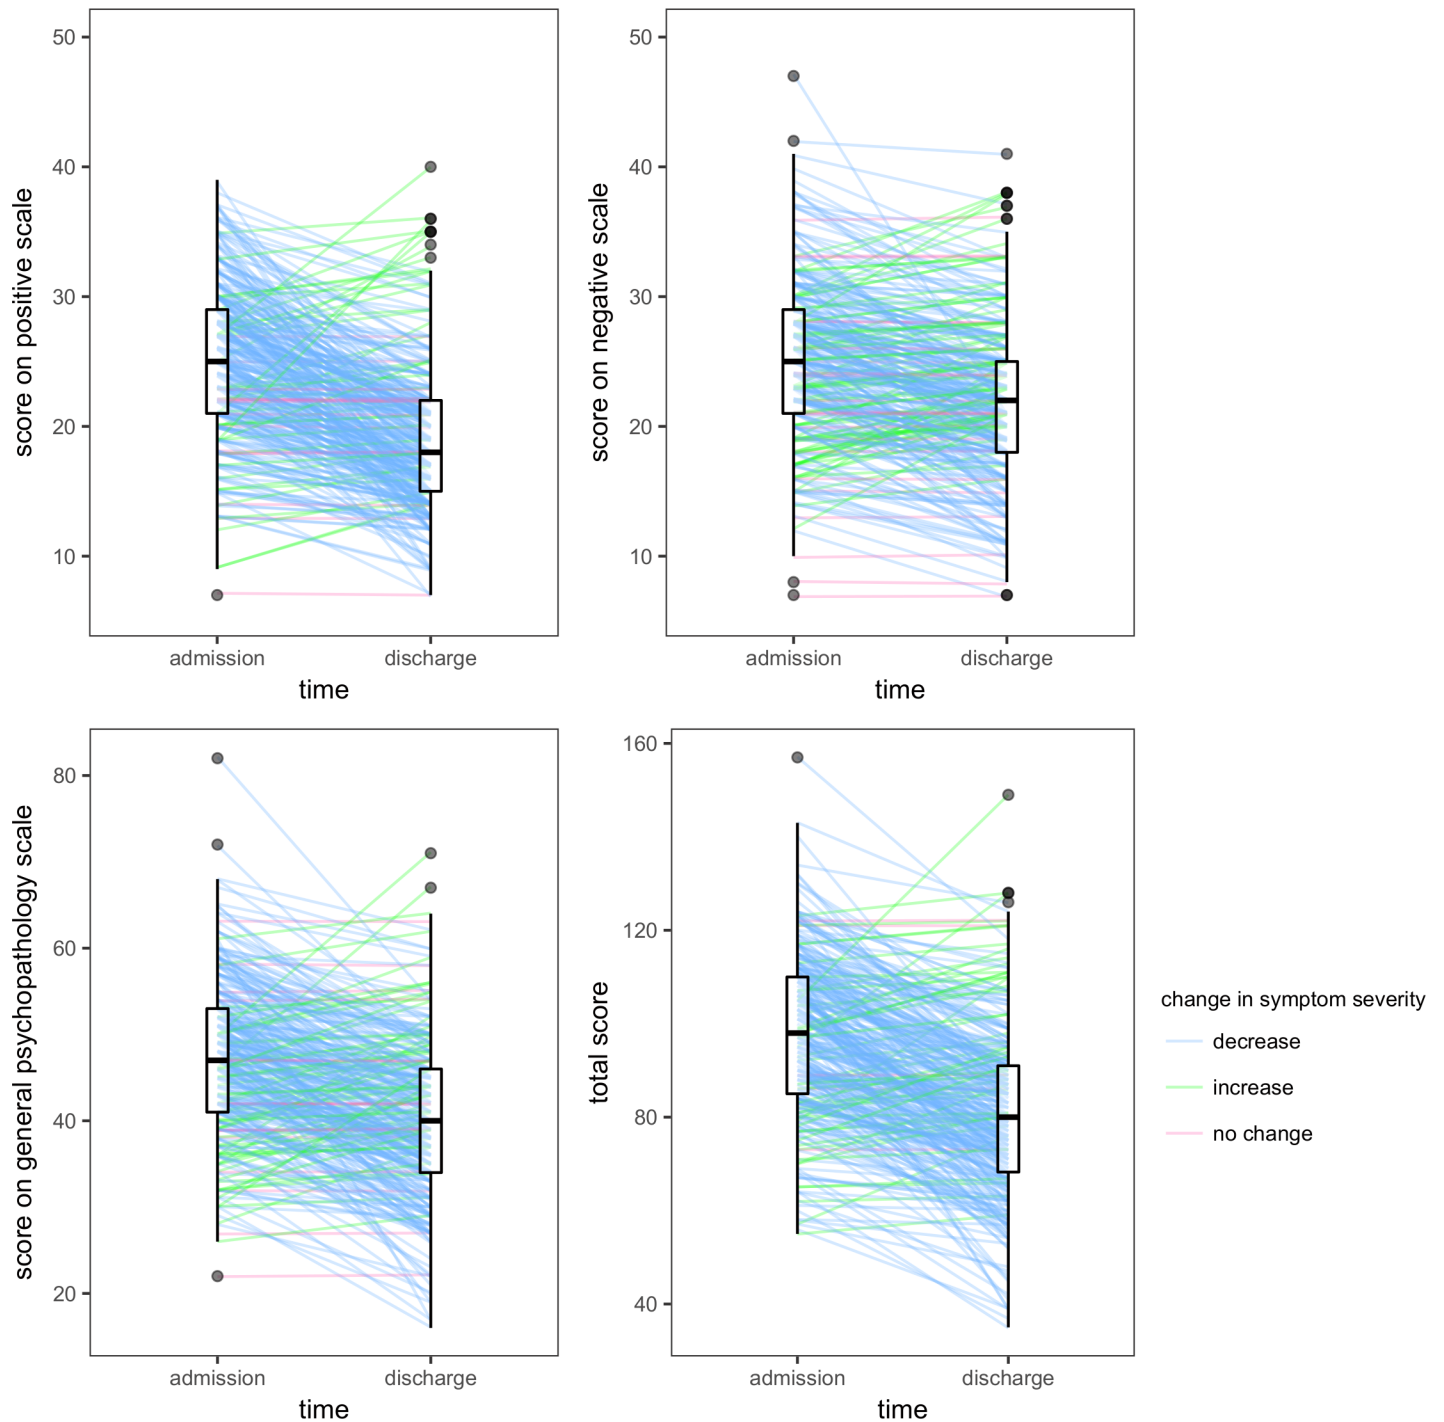 50
40
30
20
10
score on positive scale
admission
discharge
time
50
40
30
20
10
score on negative scale
admission
discharge
time
80
60
40
20
score on general psychopathology scale
admission
discharge
time
160
120
80
40
total score
admission
discharge
time
change in symptom severity
decrease
increase
no change